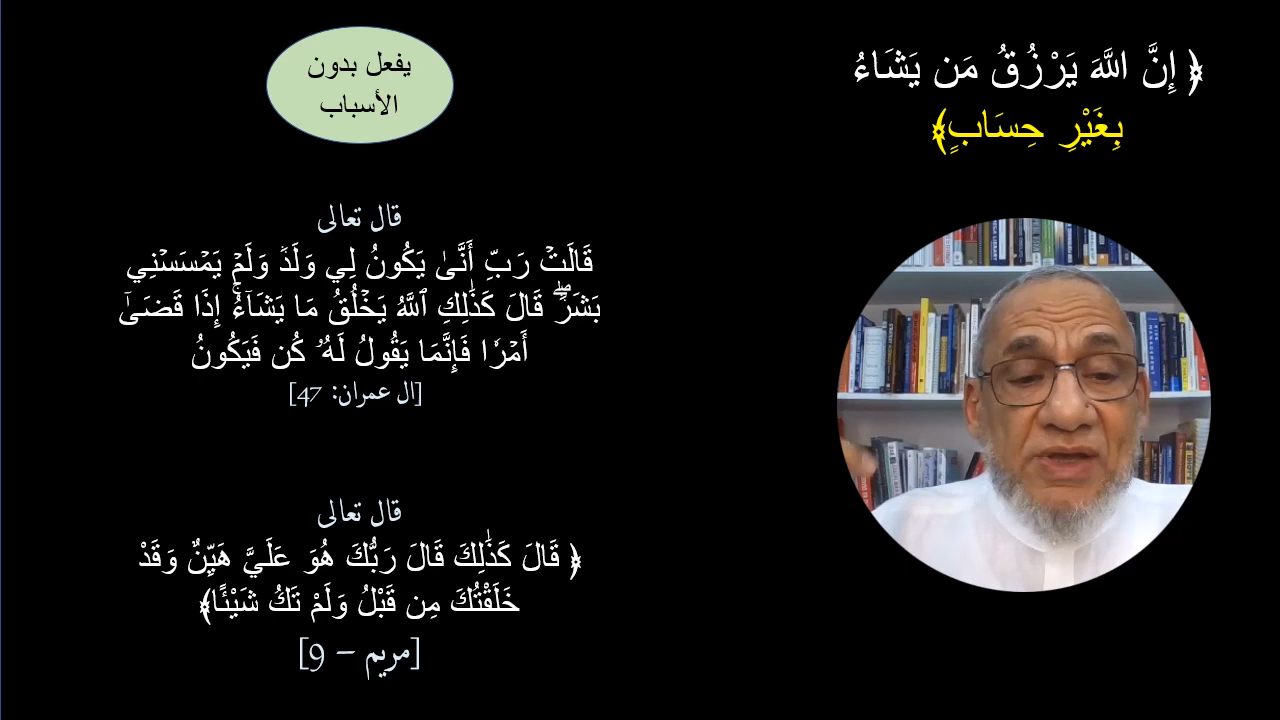 ﴿ إِنَّ اللَّهَ يَرْزُقُ مَن يَشَاءُ
بِغَيْرِ حِسَابٍ﴾
يفعل بدون
الأسباب
قال تعالى
قَالَتۡ رَبِّ أَنَّىٰ يَكُونُ لِي وَلَدٞ وَلَمۡ يَمۡسَسۡنِي
بَشَرٞۖ قَالَ كَذَٰلِكِ ٱللَّهُ يَخۡلُقُ مَا يَشَآءُۚ إِذَا قَضَىٰٓ
أَمۡرٗا فَإِنَّمَا يَقُولُ لَهُۥ كُن فَيَكُونُ
[ال عمران: 47]
قال تعالى
﴿ قَالَ كَذَٰلِكَ قَالَ رَبُّكَ هُوَ عَلَيَّ هَيِّنٌ وَقَدْ
خَلَقْتُكَ مِن قَبْلُ وَلَمْ تَكُ شَيْئًا﴾
[مريم – 9]